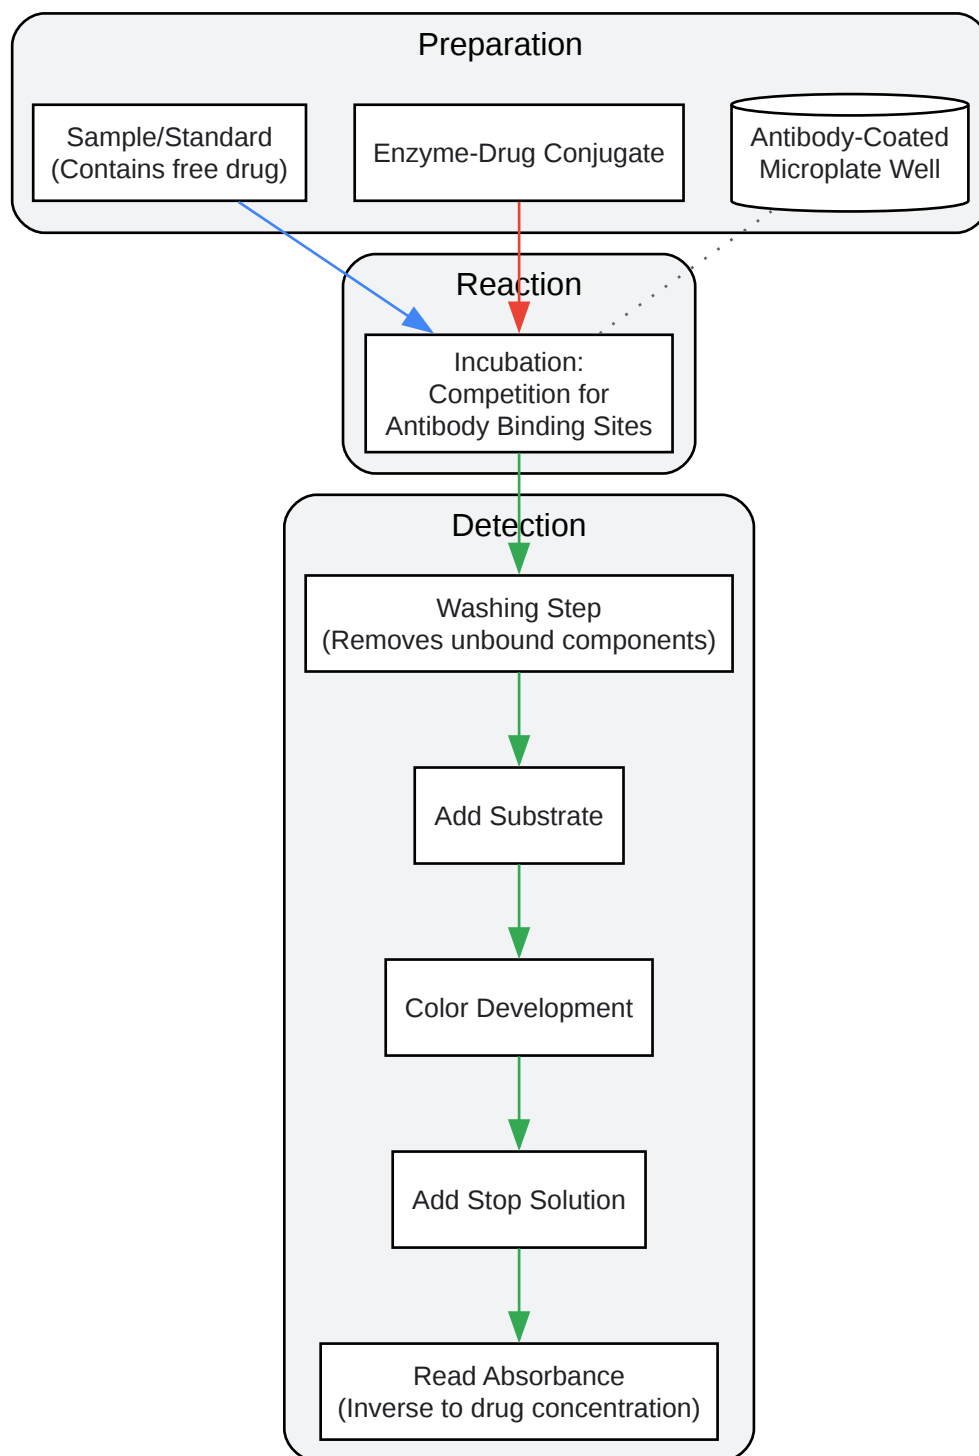 Preparation
Sample/Standard
(Contains free drug)
Enzyme-Drug Conjugate
Antibody-Coated
Microplate Well
Reaction
Incubation:
Competition for
Antibody Binding Sites
Detection
Washing Step
(Removes unbound components)
Add Substrate
Color Development
Add Stop Solution
Read Absorbance
(Inverse to drug concentration)